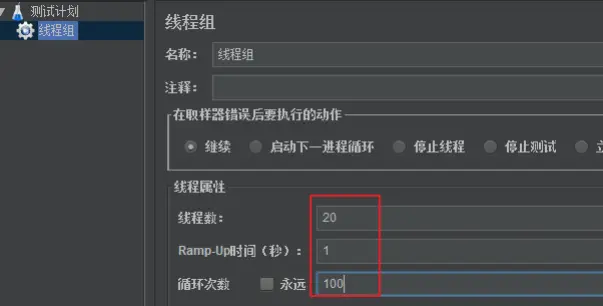 测试计划
线程组
线程组
名称： 线程组
注释：
在取样器错误后要执行的动作
继续 启动下一进程循环 停止线程 停止测试
线程属性
线程数： 20
Ramp-Up时间（秒）： 1
循环次数 永远 100